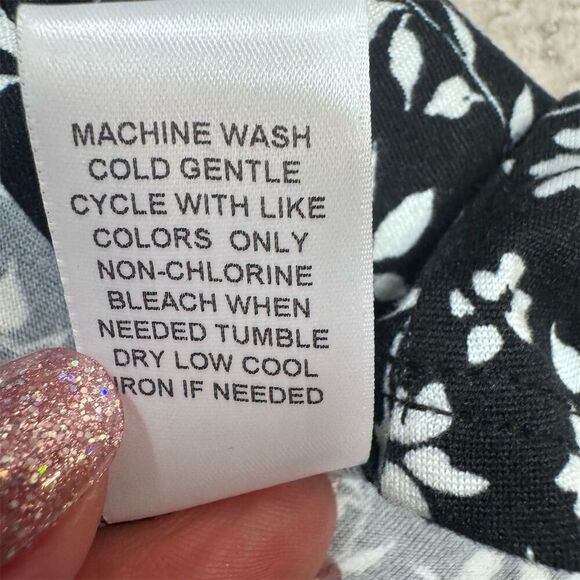 MACHINE WASH
COLD GENTLE
CYCLE WITH LIKE
COLORS ONLY
NON-CHLORINE
BLEACH WHEN
NEEDED TUMBLE
DRY LOW COOL
IRON IF NEEDED